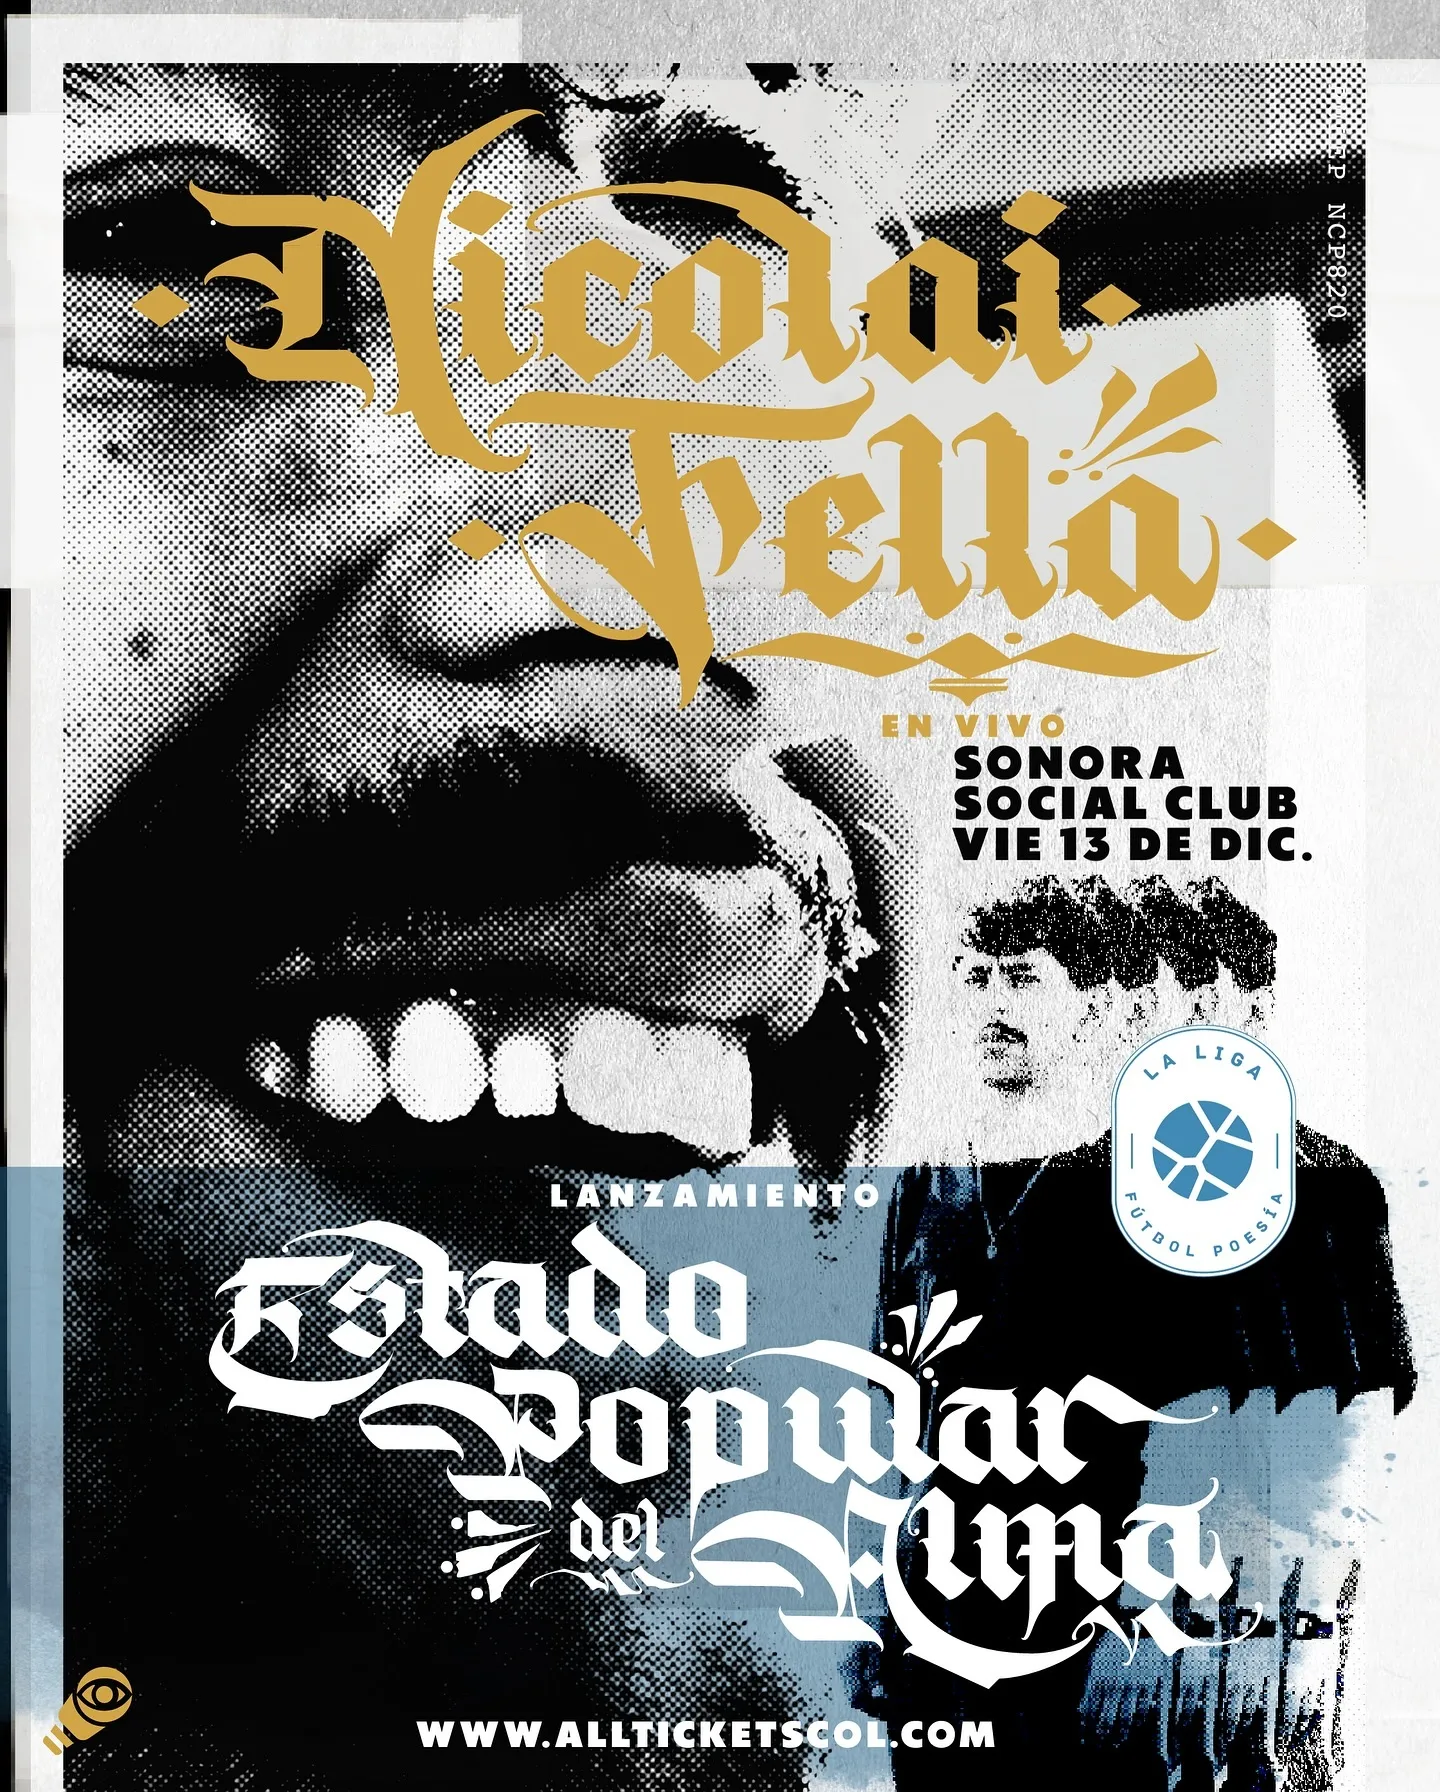 Nicolai
Fella
EN VIVO
SONORA
SOCIAL CLUB
VIE 13 DE DIC.
LA LIGA
FÚTBOL POESÍA
LANZAMIENTO
Estado
Popular
del Alma
WWW.ALLTICKETSCOL.COM
NCP820